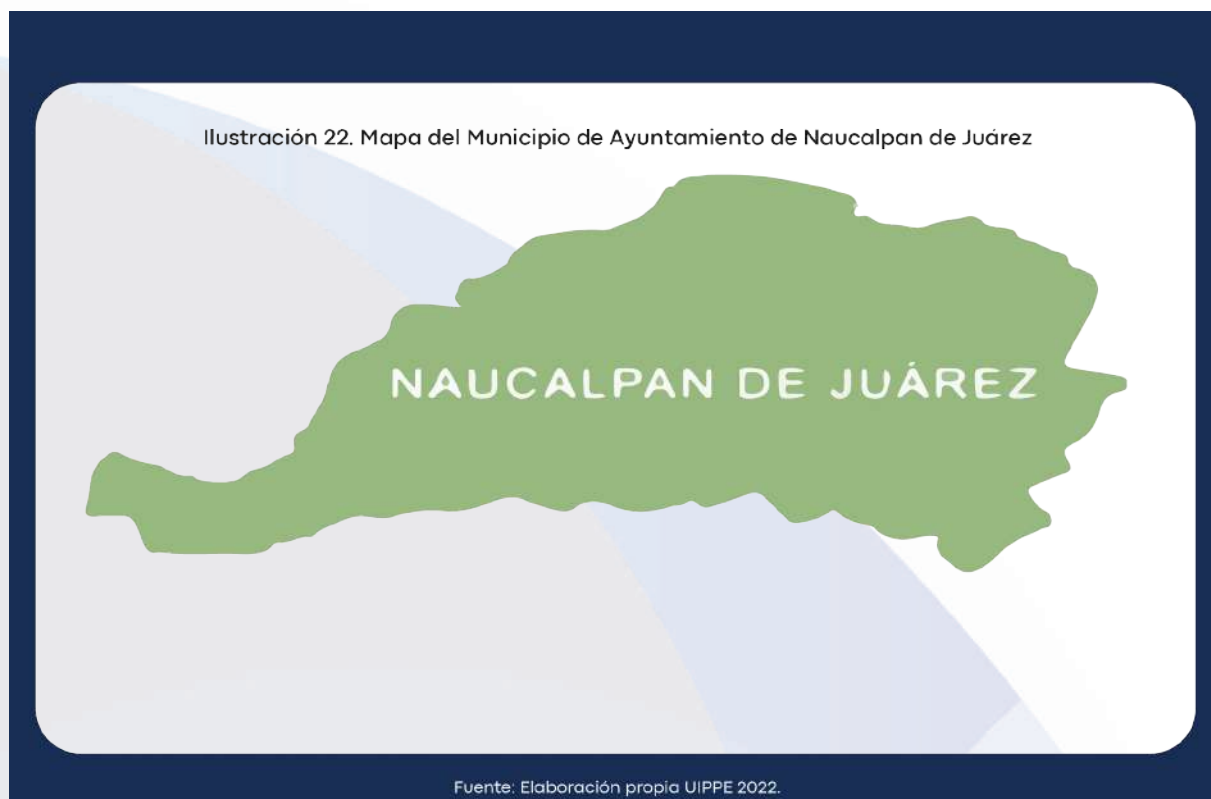 Ilustración 22. Mapa del Municipio de Ayuntamiento de Naucalpan de Juárez
NAUCALPAN DE JUÁREZ
Fuente: Elaboración propia UIPPE 2022.